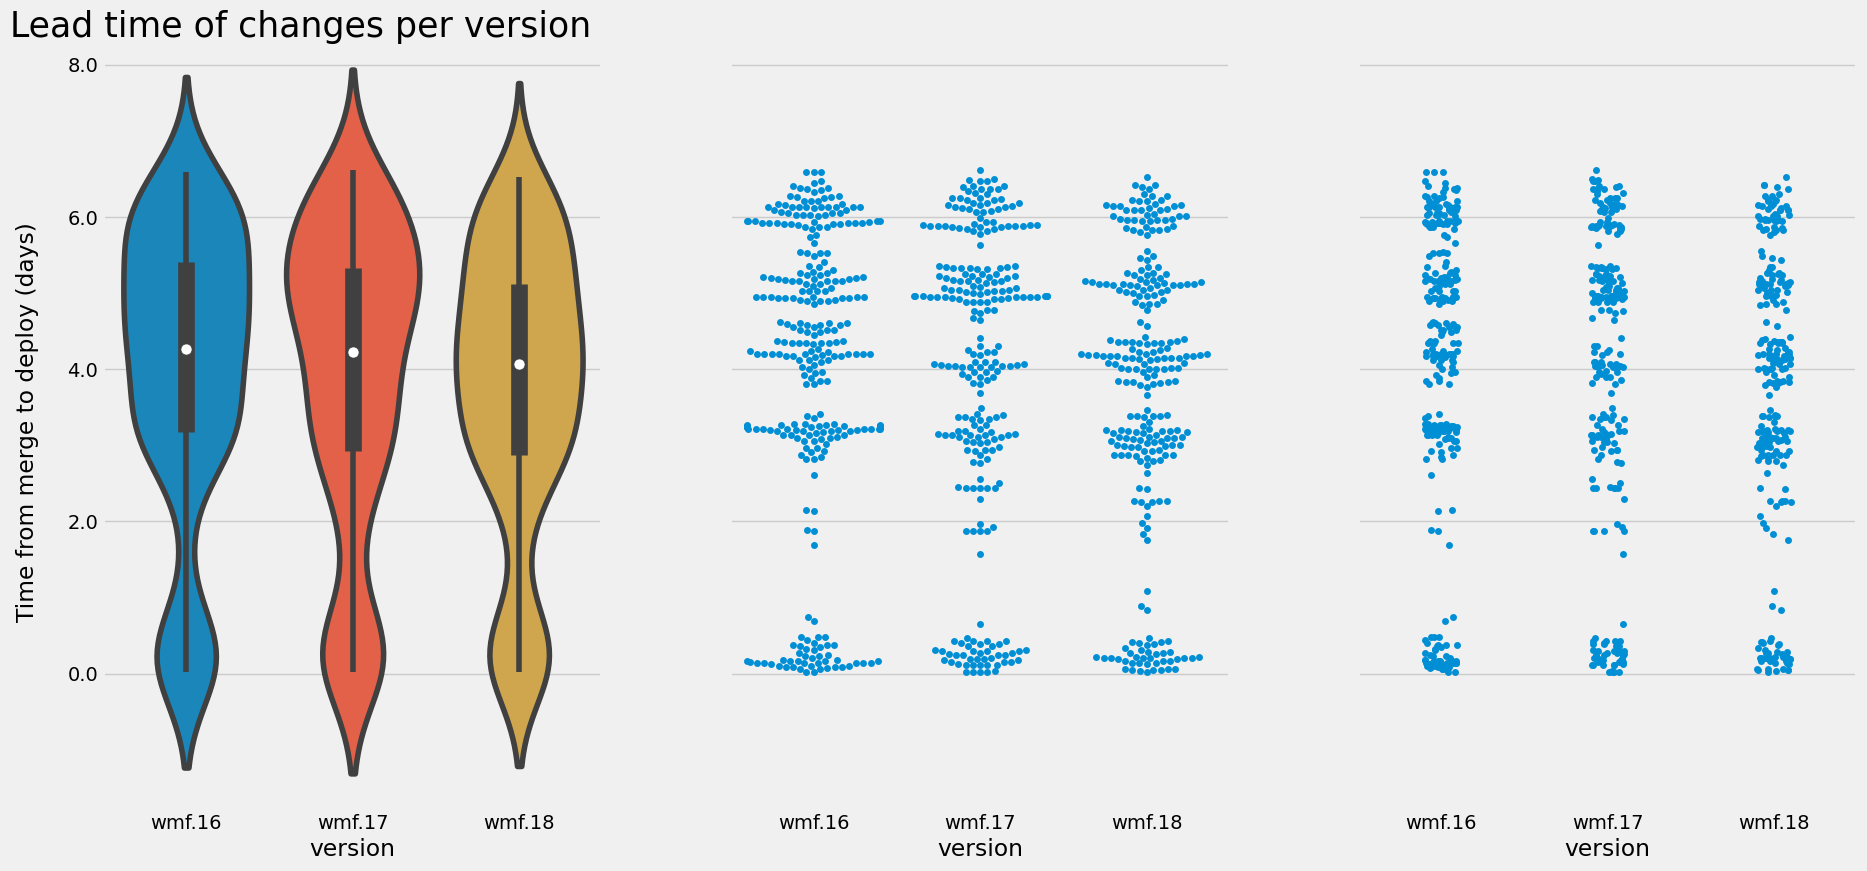 Lead time of changes per version
Time from merge to deploy (days)
8.0
6.0
4.0
2.0
0.0
wmf.16 wmf.17 wmf.18
version
wmf.16 wmf.17 wmf.18
version
wmf.16 wmf.17 wmf.18
version